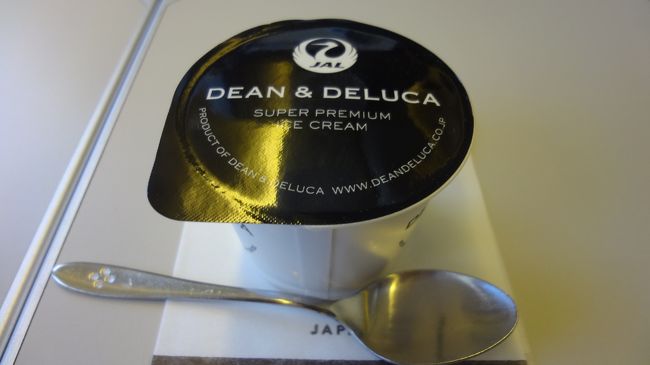 JAL
DEAN & DELUCA
SUPER PREMIUM
ICE CREAM
PRODUCT OF DEAN & DELUCA WWW.DEANDELUCA.CO.JP